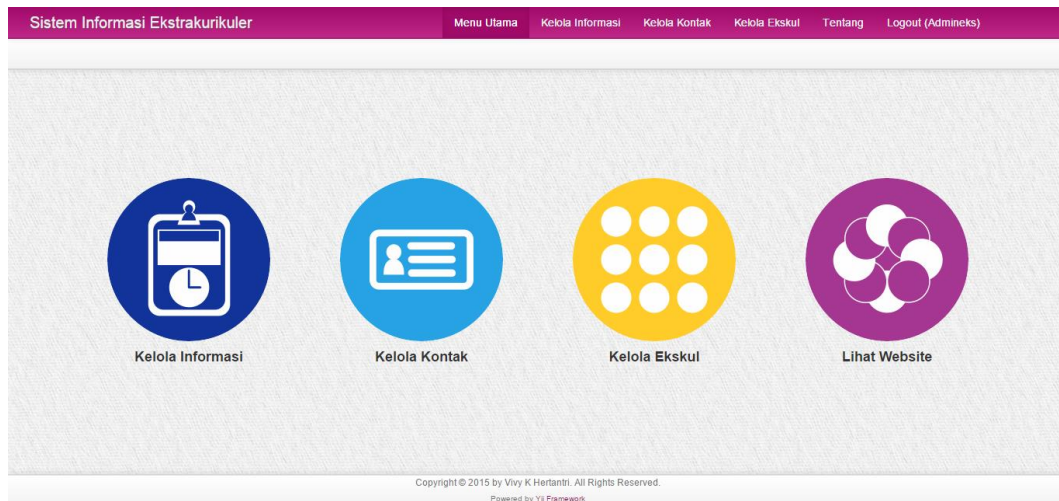 Sistem Informasi Ekstrakurikuler
Menu Utama Kelola Informasi Kelola Kontak Kelola Ekskul Tentang Logout (Admineks)
Kelola Informasi Kelola Kontak Kelola Ekskul Lihat Website
Copyright © 2015 by Vivy K Hertantri. All Rights Reserved.
Powered by Yii Framework